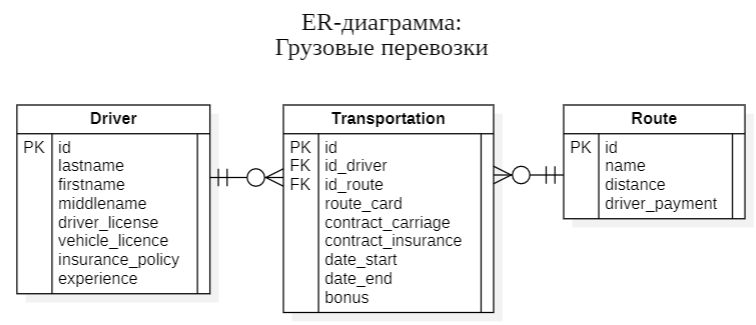 ER-диаграмма:
Грузовые перевозки
Driver
PK id
lastname
firstname
middlename
driver_license
vehicle_licence
insurance_policy
experience
Transportation
PK id
FK id_driver
FK id_route
route_card
contract_carriage
contract_insurance
date_start
date_end
bonus
Route
PK id
name
distance
driver_payment